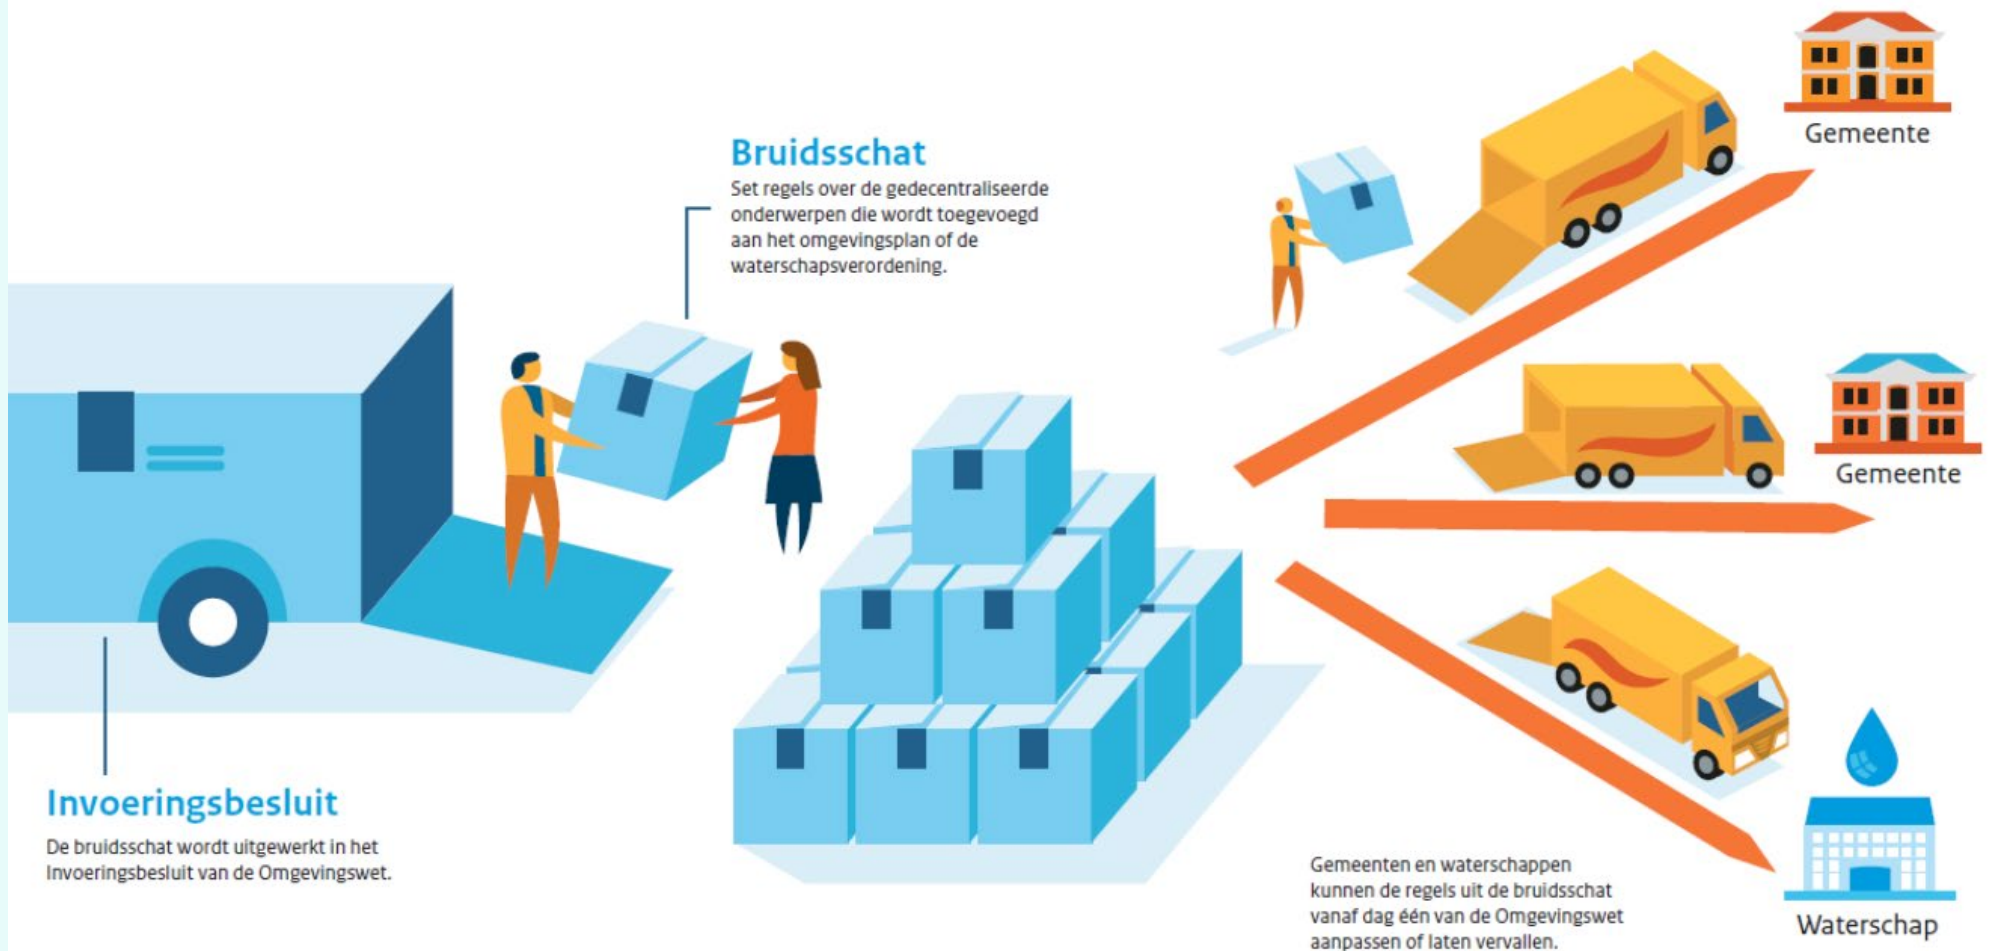 Bruidsschat
Set regels over de gedecentraliseerde
onderwerpen die wordt toegevoegd
aan het omgevingsplan of de
waterschapsverordening.
Invoeringsbesluit
De bruidsschat wordt uitgewerkt in het
Invoeringsbesluit van de Omgevingswet.
Gemeente
Gemeente
Gemeenten en waterschappen
kunnen de regels uit de bruidsschat
vanaf dag één van de Omgevingswet
aanpassen of laten vervallen.
Waterschap